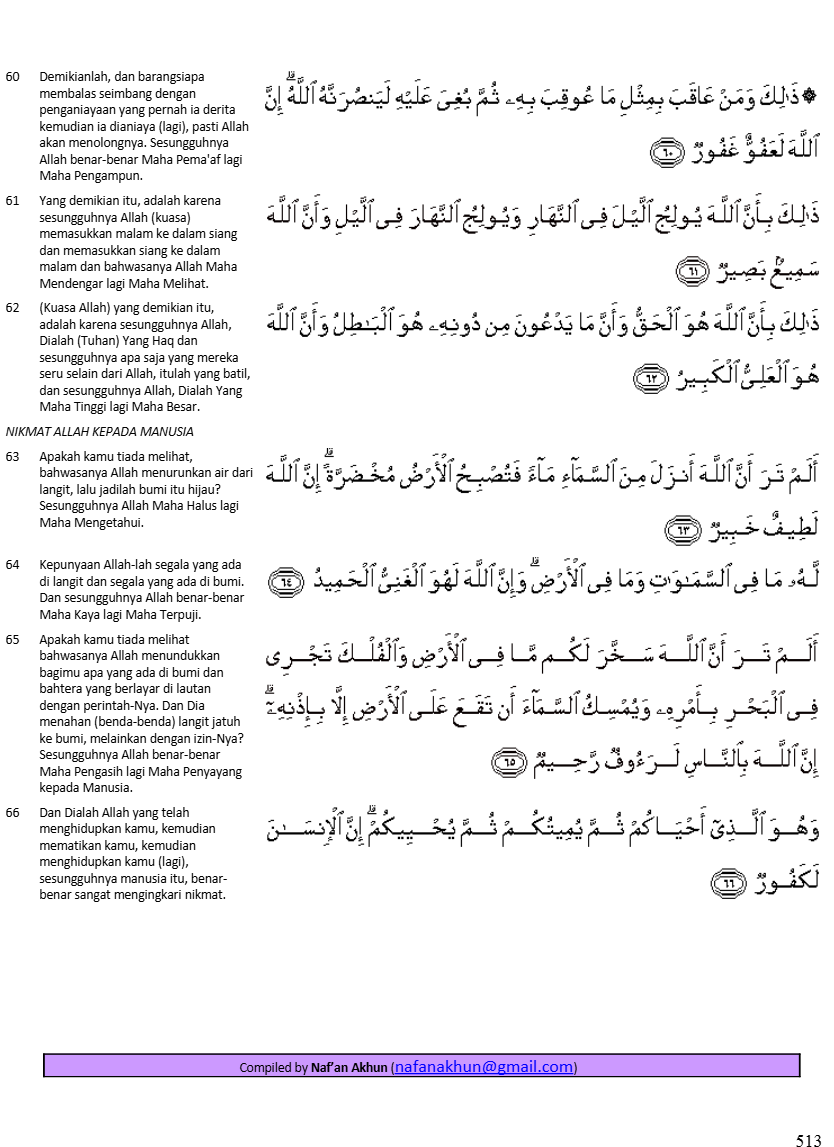 60 Demikianlah, dan barangsiapa
membalas seimbang dengan
penganiayaan yang pernah ia derita
kemudian ia dianiaya (lagi), pasti Allah
akan menolongnya. Sesungguhnya
Allah benar-benar Maha Pema'af lagi
Maha Pengampun.
۞ ذَٰلِكَ وَمَنْ عَاقَبَ بِمِثْلِ مَا عُوقِبَ بِهِۦ ثُمَّ بُغِىَ عَلَيْهِ لَيَنصُرَنَّهُ ٱللَّهُ ۗ إِنَّ
ٱللَّهَ لَعَفُوٌّ غَفُورٌ ٦٠
61 Yang demikian itu, adalah karena
sesungguhnya Allah (kuasa)
memasukkan malam ke dalam siang
dan memasukkan siang ke dalam
malam dan bahwasanya Allah Maha
Mendengar lagi Maha Melihat.
ذَٰلِكَ بِأَنَّ ٱللَّهَ يُولِجُ ٱلَّيْلَ فِى ٱلنَّهَارِ وَيُولِجُ ٱلنَّهَارَ فِى ٱلَّيْلِ وَأَنَّ ٱللَّهَ
سَمِيعٌۢ بَصِيرٌ ٦١
62 (Kuasa Allah) yang demikian itu,
adalah karena sesungguhnya Allah,
Dialah (Tuhan) Yang Haq dan
sesungguhnya apa saja yang mereka
seru selain dari Allah, itulah yang batil,
dan sesungguhnya Allah, Dialah Yang
Maha Tinggi lagi Maha Besar.
ذَٰلِكَ بِأَنَّ ٱللَّهَ هُوَ ٱلْحَقُّ وَأَنَّ مَا يَدْعُونَ مِن دُونِهِۦ هُوَ ٱلْبَـٰطِلُ وَأَنَّ ٱللَّهَ
هُوَ ٱلْعَلِىُّ ٱلْكَبِيرُ ٦٢
NIKMAT ALLAH KEPADA MANUSIA
63 Apakah kamu tiada melihat,
bahwasanya Allah menurunkan air dari
langit, lalu jadilah bumi itu hijau?
Sesungguhnya Allah Maha Halus lagi
Maha Mengetahui.
أَلَمْ تَرَ أَنَّ ٱللَّهَ أَنزَلَ مِنَ ٱلسَّمَآءِ مَآءً فَتُصْبِحُ ٱلْأَرْضُ مُخْضَرَّةً ۗ إِنَّ ٱللَّهَ
لَطِيفٌ خَبِيرٌ ٦٣
64 Kepunyaan Allah-lah segala yang ada
di langit dan segala yang ada di bumi.
Dan sesungguhnya Allah benar-benar
Maha Kaya lagi Maha Terpuji.
لَّهُۥ مَا فِى ٱلسَّمَـٰوَٰتِ وَمَا فِى ٱلْأَرْضِ ۗ وَإِنَّ ٱللَّهَ لَهُوَ ٱلْغَنِىُّ ٱلْحَمِيدُ ٦٤
65 Apakah kamu tiada melihat
bahwasanya Allah menundukkan
bagimu apa yang ada di bumi dan
bahtera yang berlayar di lautan
dengan perintah-Nya. Dan Dia
menahan (benda-benda) langit jatuh
ke bumi, melainkan dengan izin-Nya?
Sesungguhnya Allah benar-benar
Maha Pengasih lagi Maha Penyayang
kepada Manusia.
أَلَمْ تَرَ أَنَّ ٱللَّهَ سَخَّرَ لَكُم مَّا فِى ٱلْأَرْضِ وَٱلْفُلْكَ تَجْرِى
فِى ٱلْبَحْرِ بِأَمْرِهِۦ وَيُمْسِكُ ٱلسَّمَآءَ أَن تَقَعَ عَلَى ٱلْأَرْضِ إِلَّا بِإِذْنِهِۦٓ ۗ
إِنَّ ٱللَّهَ بِٱلنَّاسِ لَرَءُوفٌ رَّحِيمٌ ٦٥
66 Dan Dialah Allah yang telah
menghidupkan kamu, kemudian
mematikan kamu, kemudian
menghidupkan kamu (lagi),
sesungguhnya manusia itu, benar-
benar sangat mengingkari nikmat.
وَهُوَ ٱلَّذِىٓ أَحْيَاكُمْ ثُمَّ يُمِيتُكُمْ ثُمَّ يُحْيِيكُمْ ۗ إِنَّ ٱلْإِنسَـٰنَ
لَكَفُورٌ ٦٦
Compiled by Naf’an Akhun (nafanakhun@gmail.com)
513